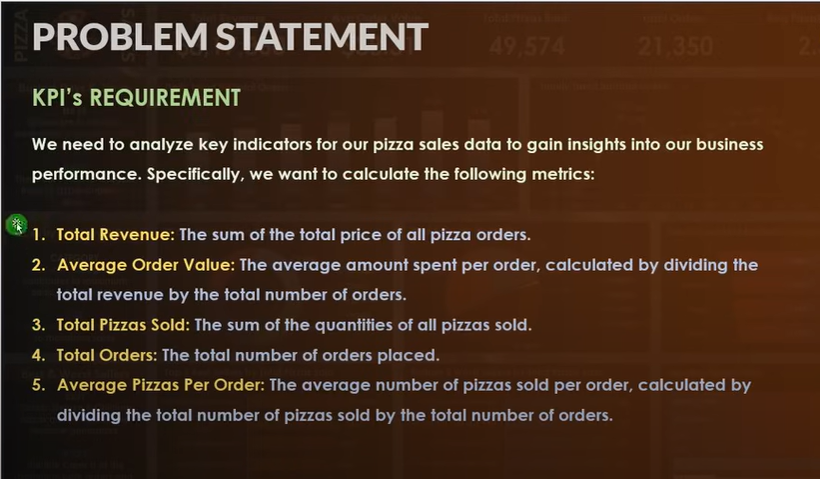 PROBLEM STATEMENT
49,574
21,350
KPI's REQUIREMENT
We need to analyze key indicators for our pizza sales data to gain insights into our business
performance. Specifically, we want to calculate the following metrics:
1. Total Revenue: The sum of the total price of all pizza orders.
2. Average Order Value: The average amount spent per order, calculated by dividing the
total revenue by the total number of orders.
3. Total Pizzas Sold: The sum of the quantities of all pizzas sold.
4. Total Orders: The total number of orders placed.
5. Average Pizzas Per Order: The average number of pizzas sold per order, calculated by
dividing the total number of pizzas sold by the total number of orders.